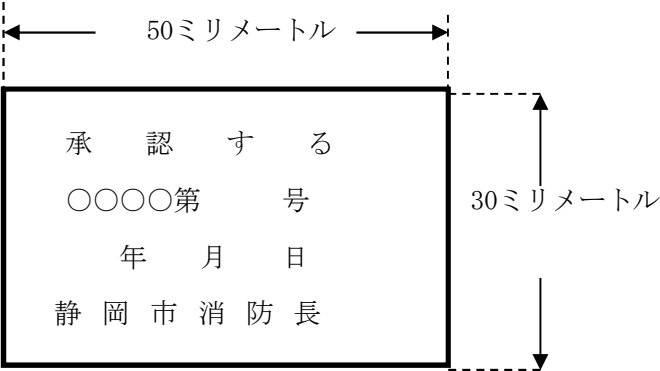 50ミリメートル
承　認　す　る
○○○○第　　　号
年　　月　　日
30ミリメートル
静 岡 市 消 防 長